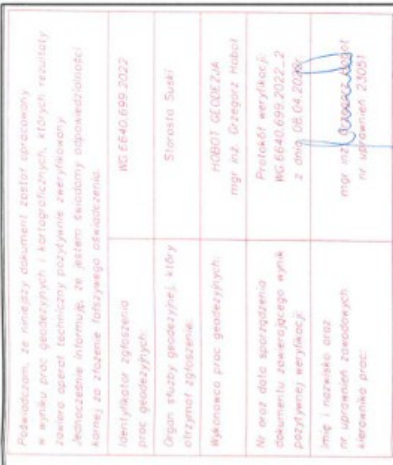 Poświadczam, że niniejszy dokument został opracowany
w wyniku prac geodezyjnych i kartograficznych, których rezultaty
zawiera operat techniczny pozytywnie zweryfikowany.
Jednocześnie informuję, że jestem świadomy odpowiedzialności
karnej za złożenie fałszywego oświadczenia.
Identyfikator zgłoszenia
prac geodezyjnych:
WG.6640.699.2022
Organ służby geodezyjnej, który
otrzymał zgłoszenie:
Starosta Suski
Wykonawca prac geodezyjnych:
HOBOT GEODEZJA
mgr inż. Grzegorz Hobot
Nr oraz data sporządzenia
dokumentu zawierającego wynik
pozytywnej weryfikacji:
Protokół weryfikacji:
WG.6640.699.2022_2
z dnia 08.04.2022r.
Imię i nazwisko oraz
nr uprawnień zawodowych
kierownika prac:
mgr inż. Hobot
nr uprawnień 23051